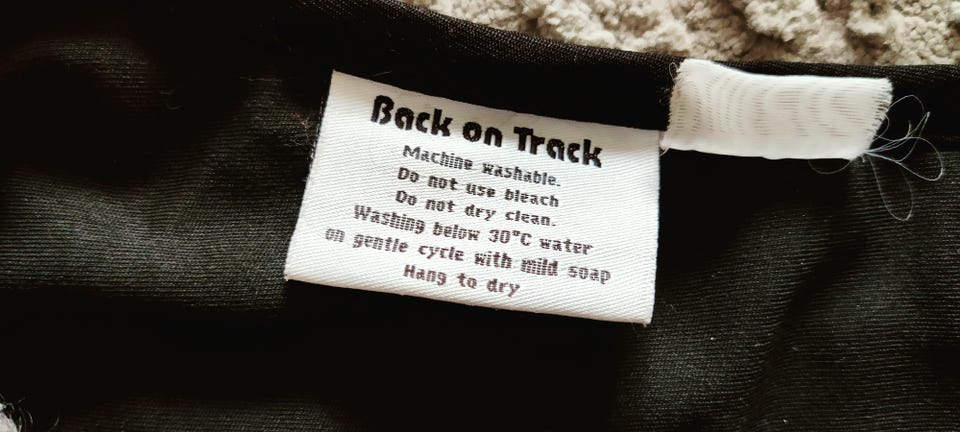 Back on Track
Machine washable.
Do not use bleach
Do not dry clean.
Washing below 30°C water
on gentle cycle with mild soap
Hang to dry